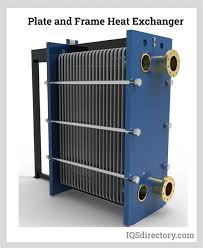 Plate and Frame Heat Exchanger
IQSdirectory.com